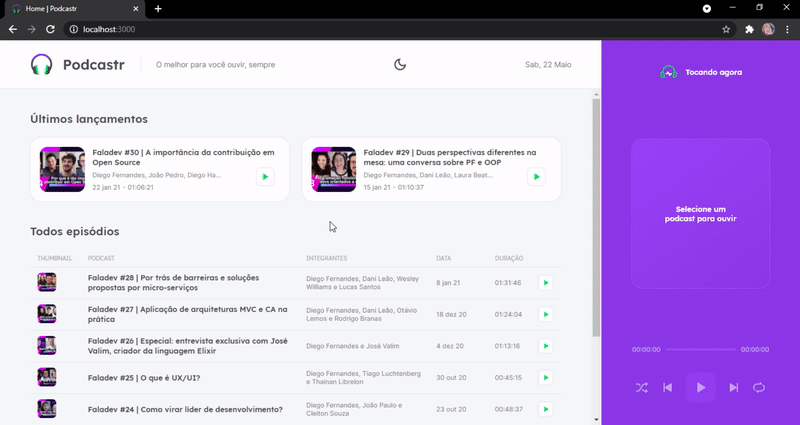 Home | Podcastr
localhost:3000
Podcastr
O melhor para você ouvir, sempre
Sab, 22 Maio
Tocando agora
Últimos lançamentos
Faladev #30 | A importância da contribuição em
Open Source
Diego Fernandes, João Pedro, Diego Ha...
22 jan 21 • 01:06:21
Faladev #29 | Duas perspectivas diferentes na
mesa: uma conversa sobre PF e OOP
Diego Fernandes, Dani Leão, Laura Beat...
15 jan 21 • 01:10:37
Selecione um
podcast para ouvir
Todos episódios
THUMBNAIL PODCAST INTEGRANTES DATA DURAÇÃO
Faladev #28 | Por trás de barreiras e soluções
propostas por micro-serviços
Diego Fernandes, Dani Leão, Wesley
Willians e Lucas Santos
8 jan 21
01:31:46
Faladev #27 | Aplicação de arquiteturas MVC e CA na
prática
Diego Fernandes, Dani Leão, Otávio
Lemos e Rodrigo Branas
18 dez 20
01:24:04
Faladev #26 | Especial: entrevista exclusiva com José
Valim, criador da linguagem Elixir
Diego Fernandes e José Valim
4 dez 20
01:13:16
Faladev #25 | O que é UX/UI?
Diego Fernandes, Tiago Luchtenberg
e Thainan Librelon
30 out 20
00:45:15
Faladev #24 | Como virar lider de desenvolvimento?
Diego Fernandes, João Paulo e
Cleiton Souza
23 out 20
00:48:37
00:00:00
00:00:00